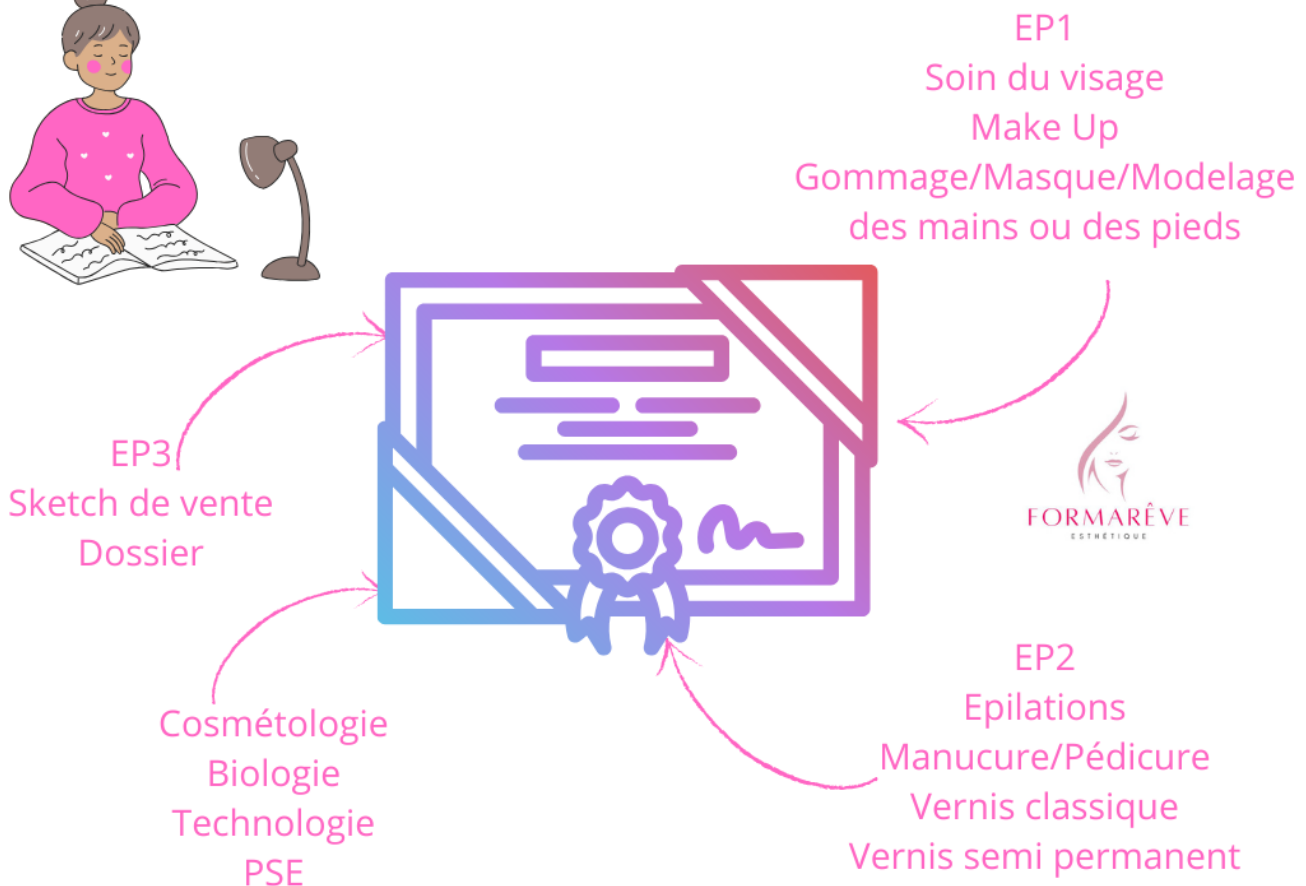 EP1
Soin du visage
Make Up
Gommage/Masque/Modelage
des mains ou des pieds
EP3
Sketch de vente
Dossier
FORMARÊVE
ESTHÉTIQUE
EP2
Epilations
Manucure/Pédicure
Vernis classique
Vernis semi permanent
Cosmétologie
Biologie
Technologie
PSE